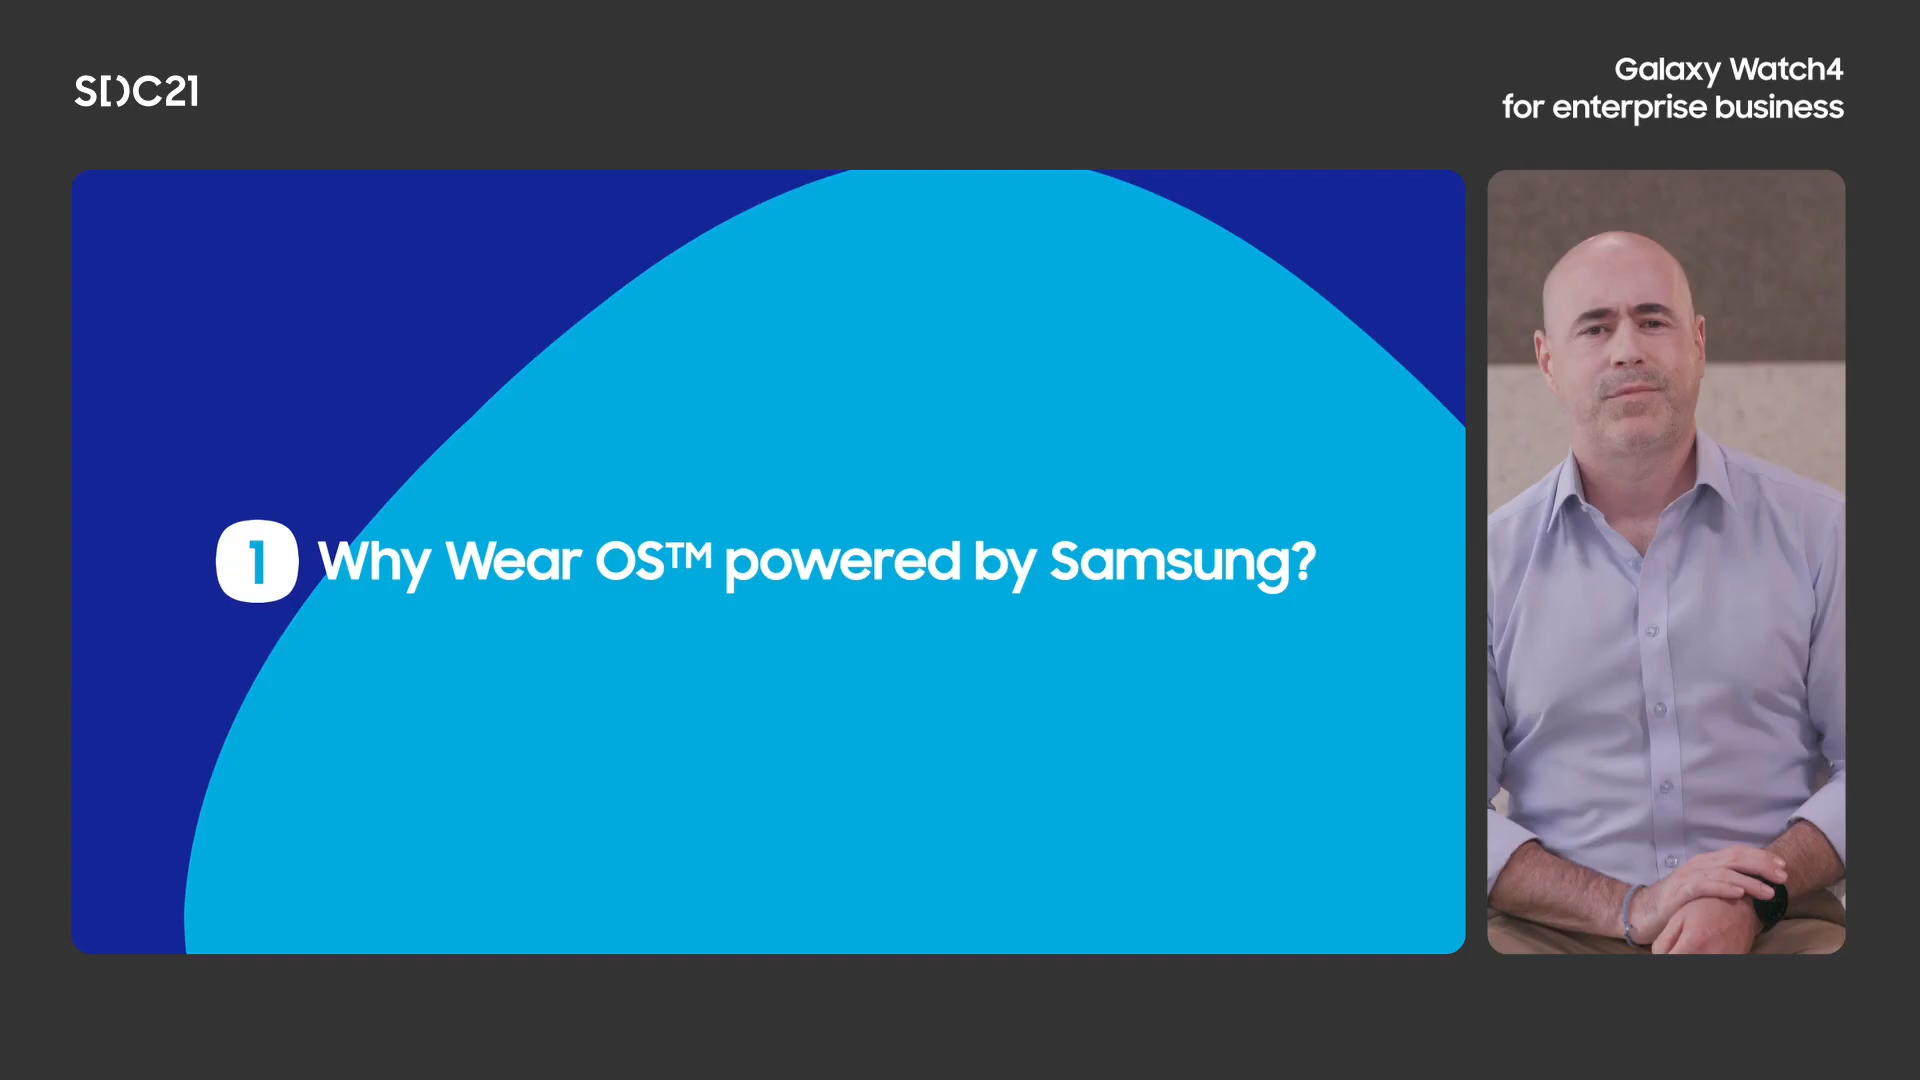 SDC21
Galaxy Watch4
for enterprise business
1 Why Wear OS™ powered by Samsung?